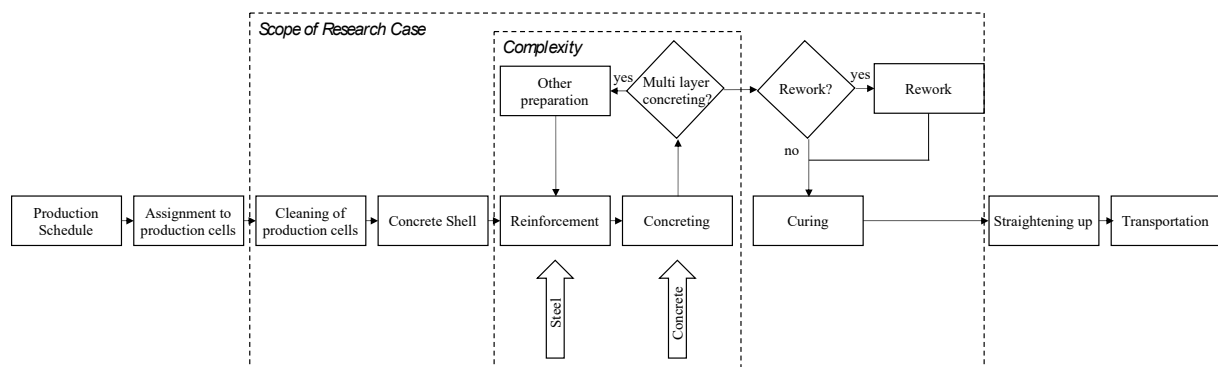 Scope of Research Case
Complexity
Other
preparation
yes
Multi layer
concreting?
Rework?
yes
Rework
no
Production
Schedule
Assignment to
production cells
Cleaning of
production cells
Concrete Shell
Reinforcement
Concreting
Curing
Straightening up
Transportation
Steel
Concrete